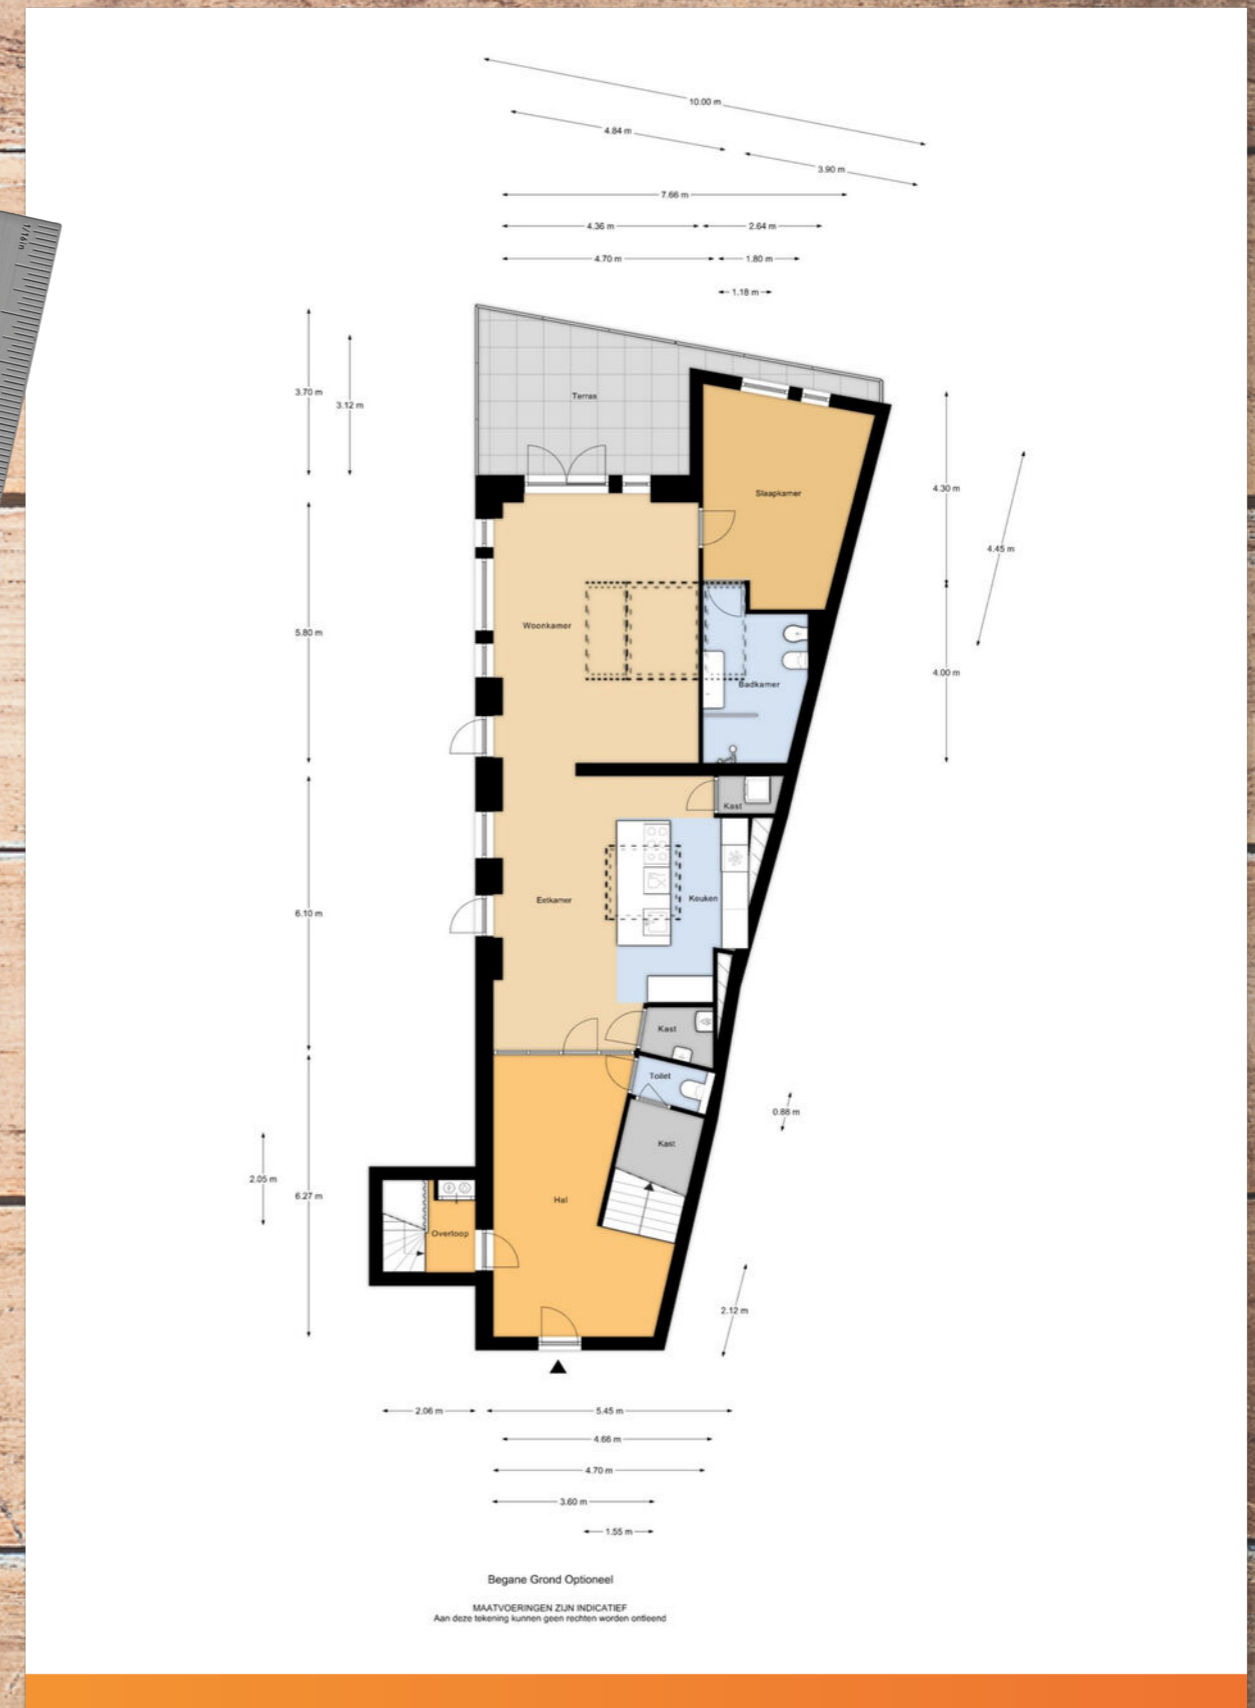 10.00 m
4.84 m
3.90 m
7.66 m
4.36 m
2.64 m
4.70 m
1.80 m
1.18 m
1/16in
3.70 m
3.12 m
Terras
4.30 m
Slaapkamer
4.45 m
5.80 m
Woonkamer
4.00 m
Badkamer
Kast
Eetkamer
Keuken
6.10 m
Kast
Toilet
0.88 m
Kast
2.05 m
6.27 m
Hal
Overloop
2.12 m
2.06 m
5.45 m
4.66 m
4.70 m
3.60 m
1.55 m
Begane Grond Optioneel
MAATVOERINGEN ZIJN INDICATIEF
Aan deze tekening kunnen geen rechten worden ontleend